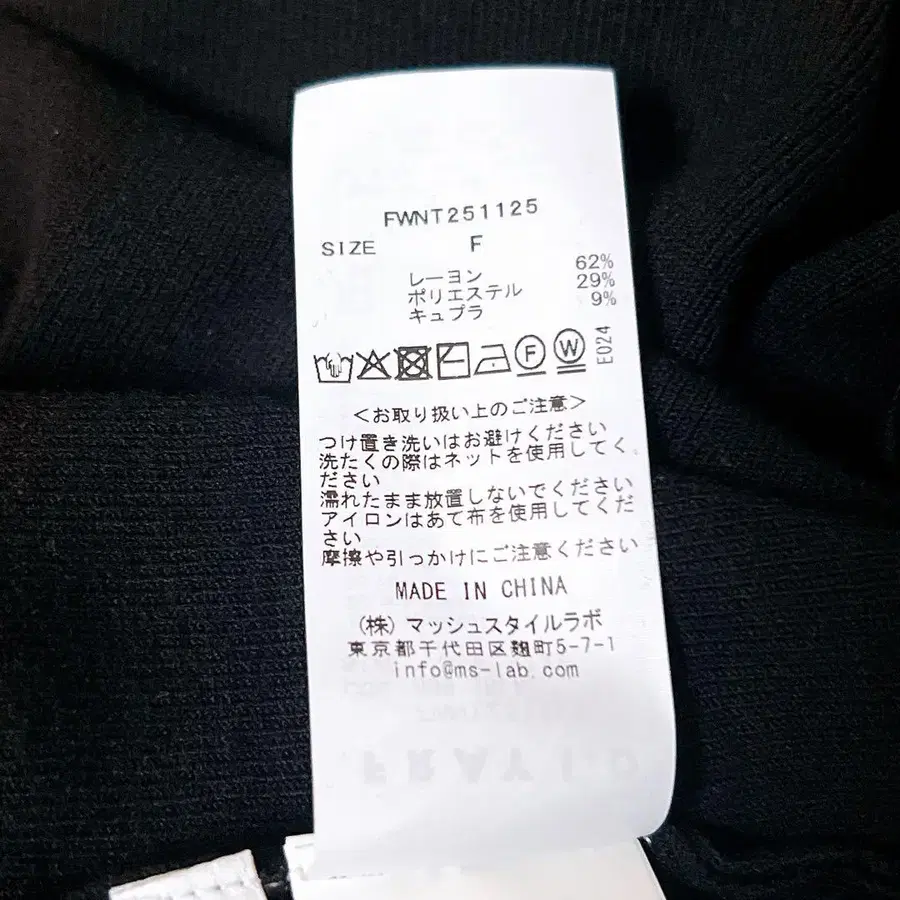 FWNT251125
SIZE F
レーヨン 62%
ポリエステル 29%
キュプラ 9%
F W E024
<お取り扱い上のご注意>
つけ置き洗いはお避けください
洗たくの際はネットを使用してく
ださい
濡れたまま放置しないでください
アイロンはあて布を使用してくだ
さい
摩擦や引っかけにご注意ください
MADE IN CHINA
(株) マッシュスタイルラボ
東京都千代田区麹町5-7-1
info@ms-lab.com